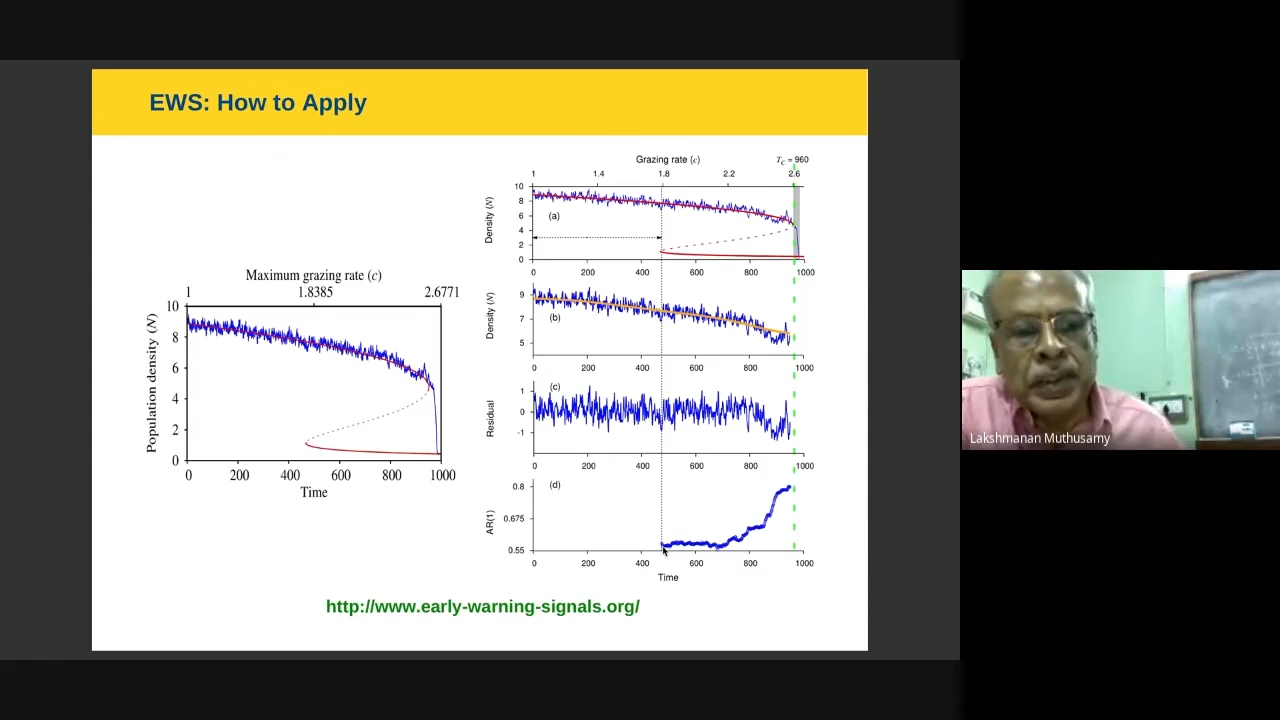 EWS: How to Apply
Maximum grazing rate (c)
1 1.8385 2.6771
10
8
6
4
2
0
Population density (N)
0 200 400 600 800 1000
Time
Grazing rate (c)
T_C = 960
1 1.4 1.8 2.2 2.6
10
8
6
4
2
0
Density (N)
(a)
0 200 400 600 800 1000
9
7
5
Density (N)
(b)
0 200 400 600 800 1000
1
0
-1
Residual
(c)
0 200 400 600 800 1000
0.8
0.675
0.55
AR(1)
(d)
0 200 400 600 800 1000
Time
http://www.early-warning-signals.org/
Lakshmanan Muthusamy